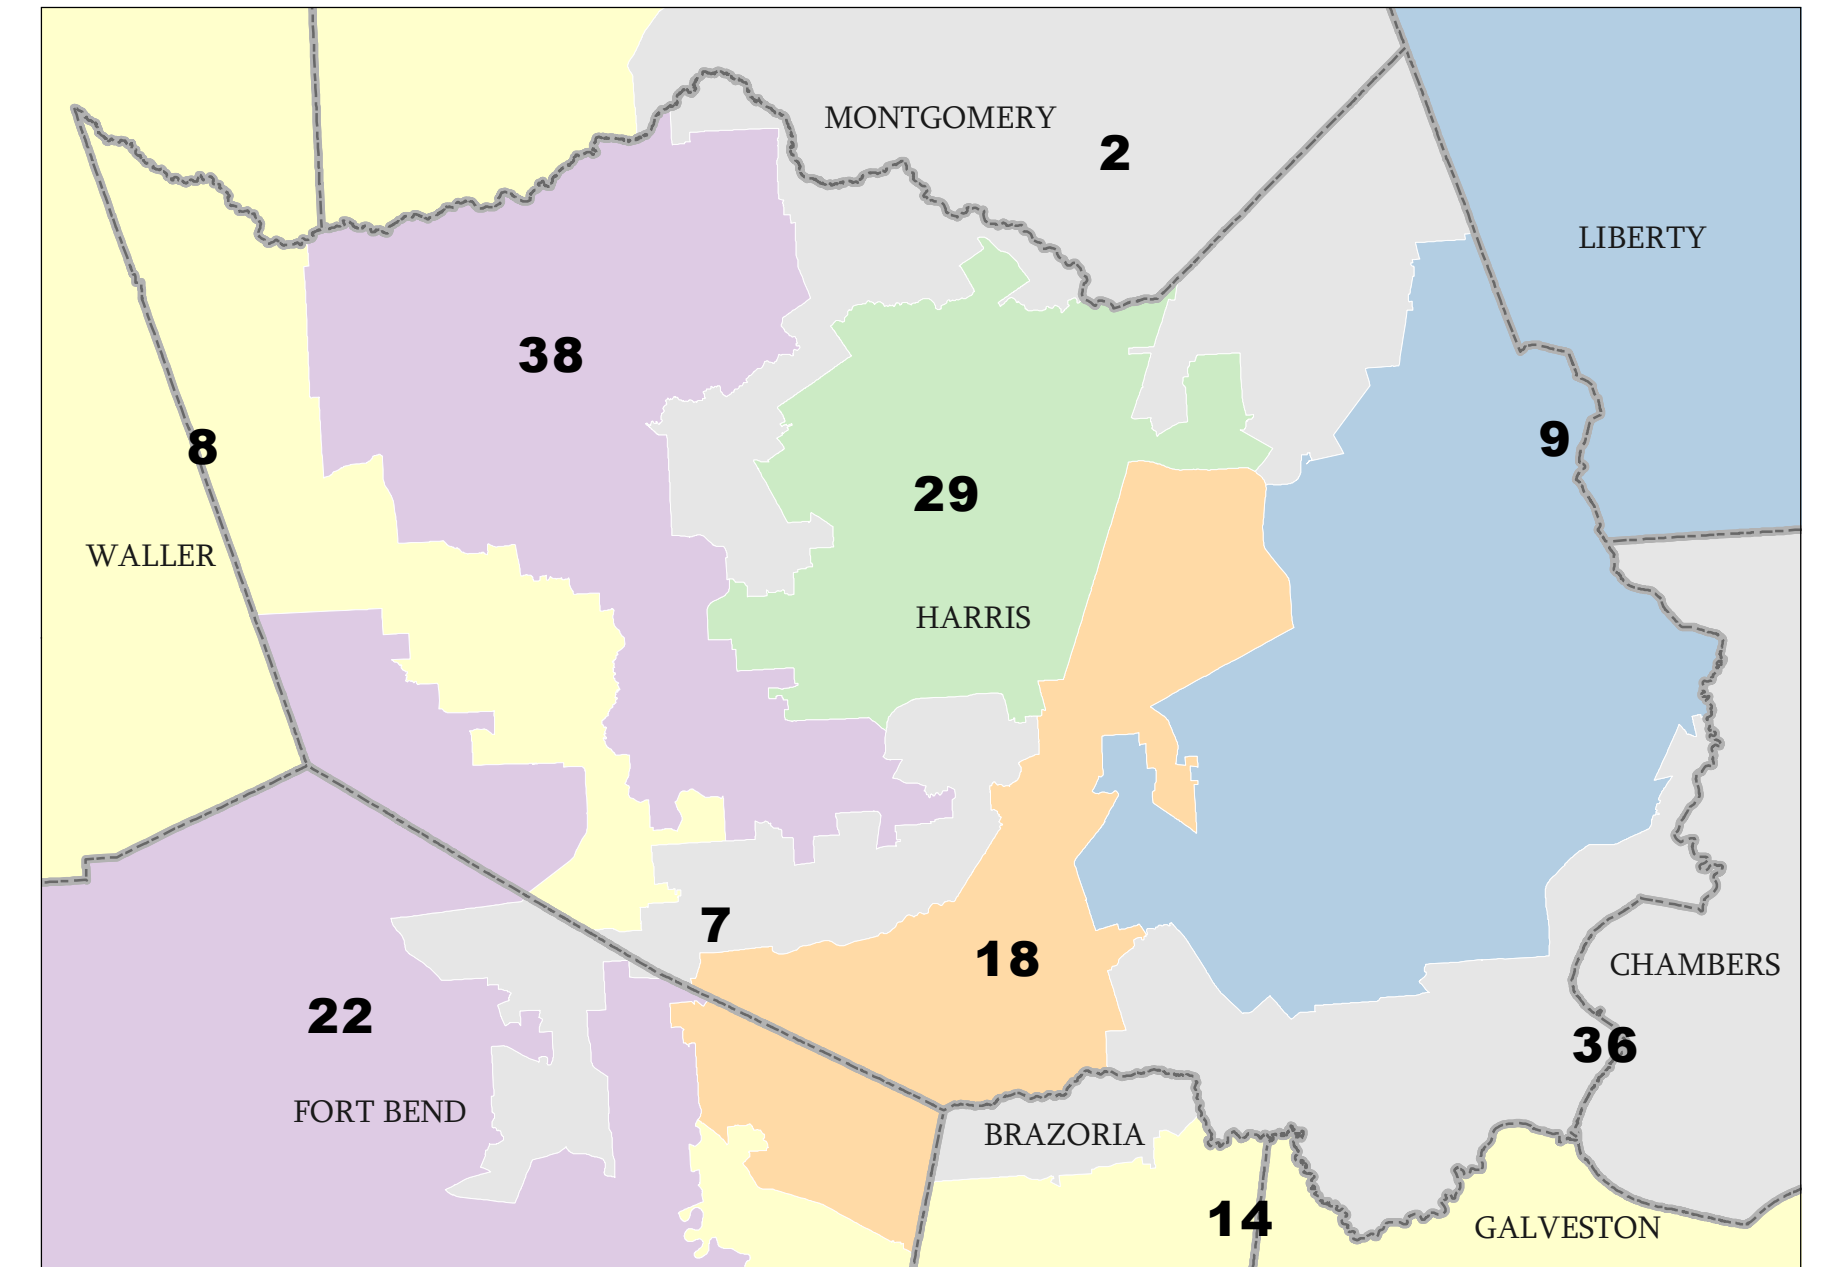 MONTGOMERY
2
LIBERTY
38
9
8
29
WALLER
HARRIS
7
18
CHAMBERS
22
36
FORT BEND
BRAZORIA
14
GALVESTON